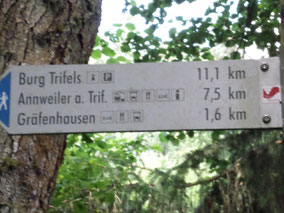 Burg Trifels 11,1 km
Annweiler a. Trif. 7,5 km
Gräfenhausen 1,6 km